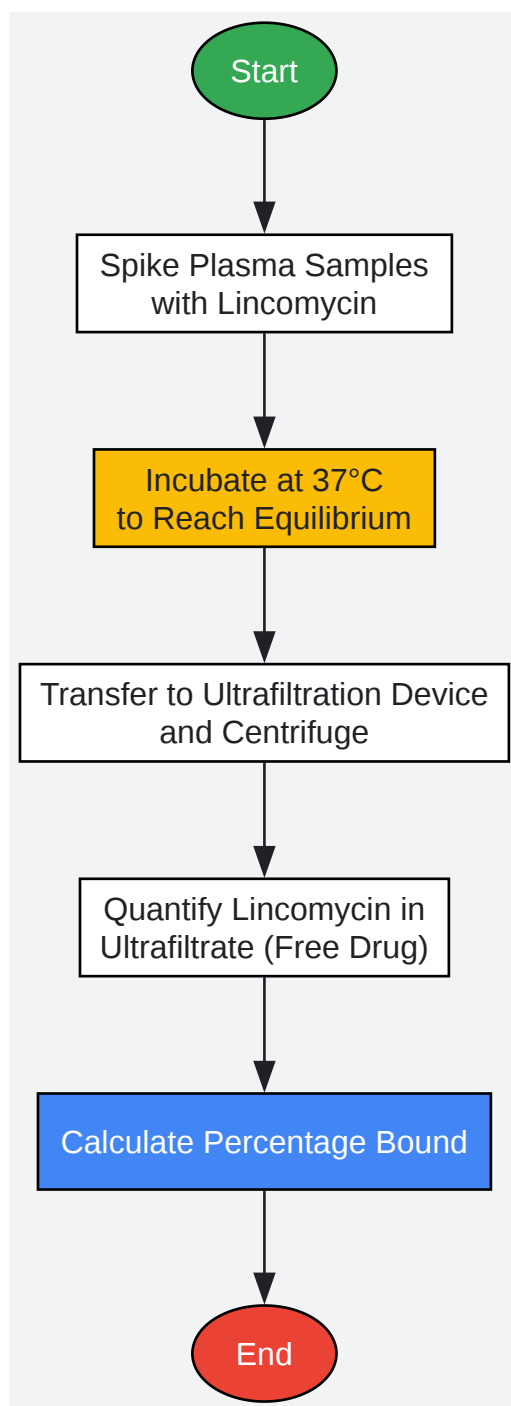 Start
Spike Plasma Samples
with Lincomycin
Incubate at 37°C
to Reach Equilibrium
Transfer to Ultrafiltration Device
and Centrifuge
Quantify Lincomycin in
Ultrafiltrate (Free Drug)
Calculate Percentage Bound
End